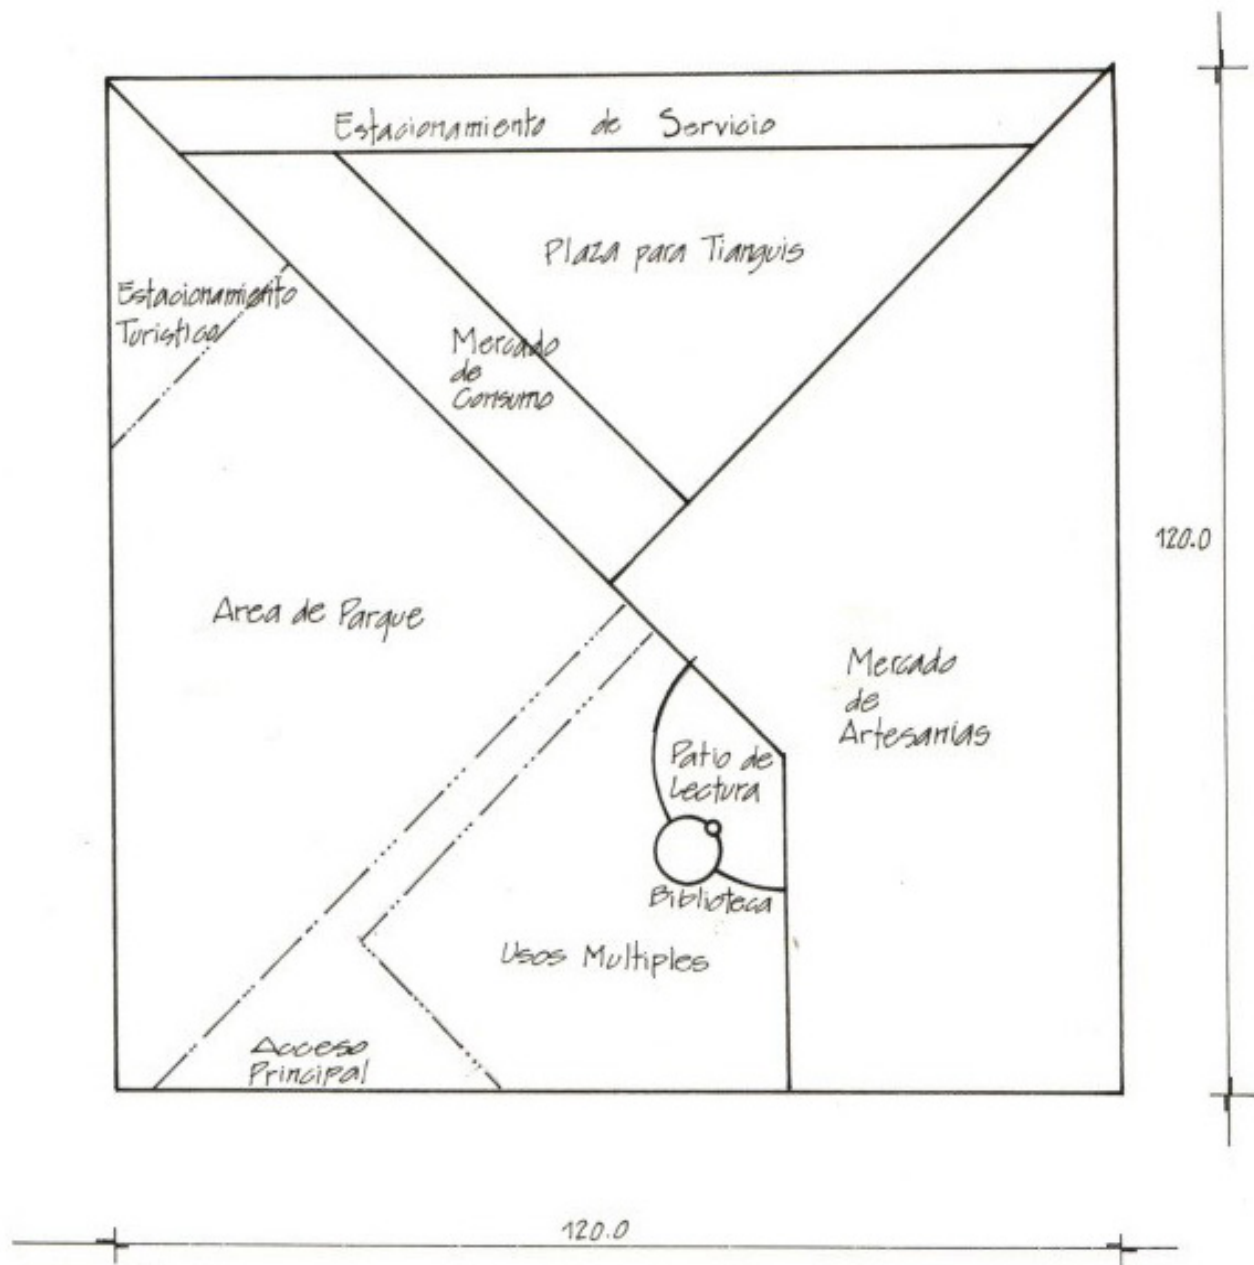 Estacionamiento de Servicio
Plaza para Tianguis
Estacionamiento
Turistico
Mercado
de
Consumo
120.0
Area de Parque
Mercado
de
Artesanias
Patio de
Lectura
Biblioteca
Usos Multiples
Acceso
Principal
120.0